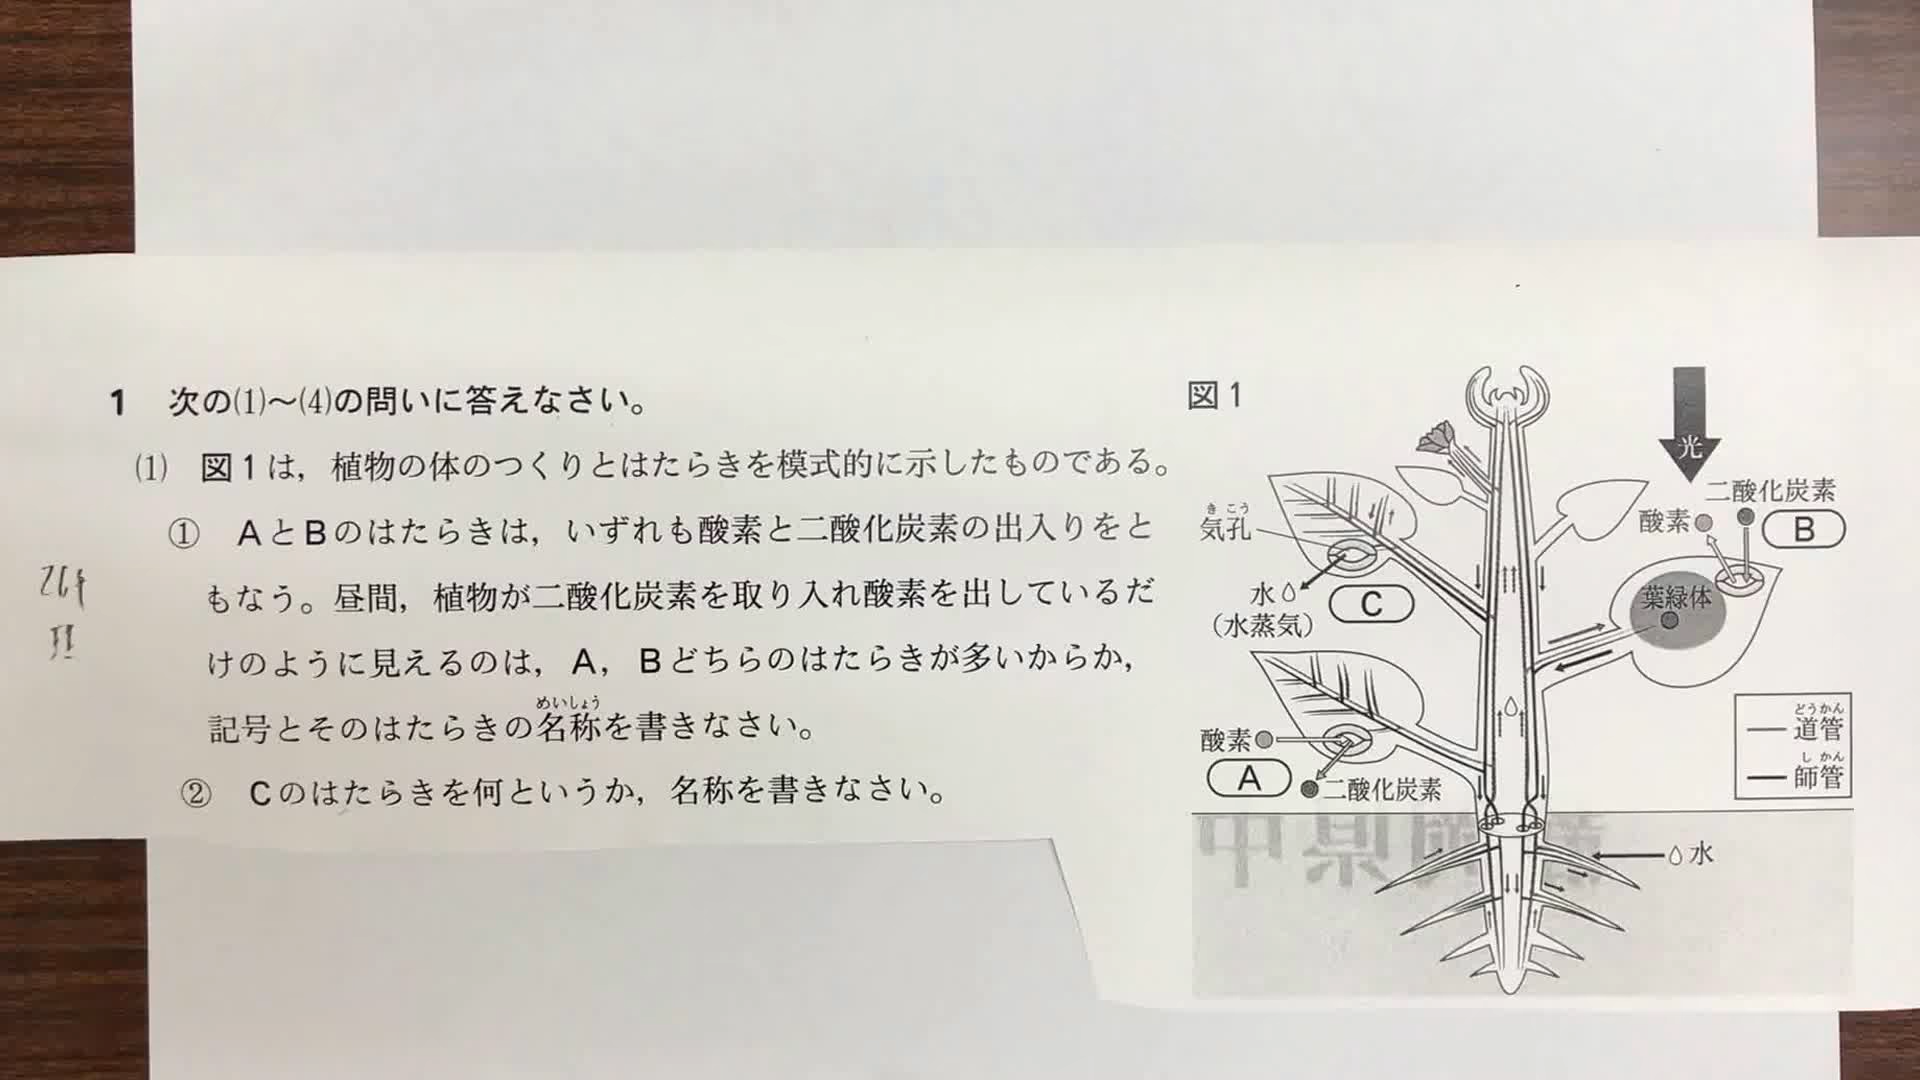 1 次の(1)～(4)の問いに答えなさい。
(1) 図1は，植物の体のつくりとはたらきを模式的に示したものである。
① AとBのはたらきは，いずれも酸素と二酸化炭素の出入りをと
もなう。昼間，植物が二酸化炭素を取り入れ酸素を出しているだ
けのように見えるのは，A，Bどちらのはたらきが多いからか，
めいしょう
記号とそのはたらきの名称を書きなさい。
② Cのはたらきを何というか，名称を書きなさい。
図1
光
二酸化炭素
酸素
B
きこう
気孔
葉緑体
水
C
(水蒸気)
どうかん
道管
しかん
師管
酸素
A
二酸化炭素
水